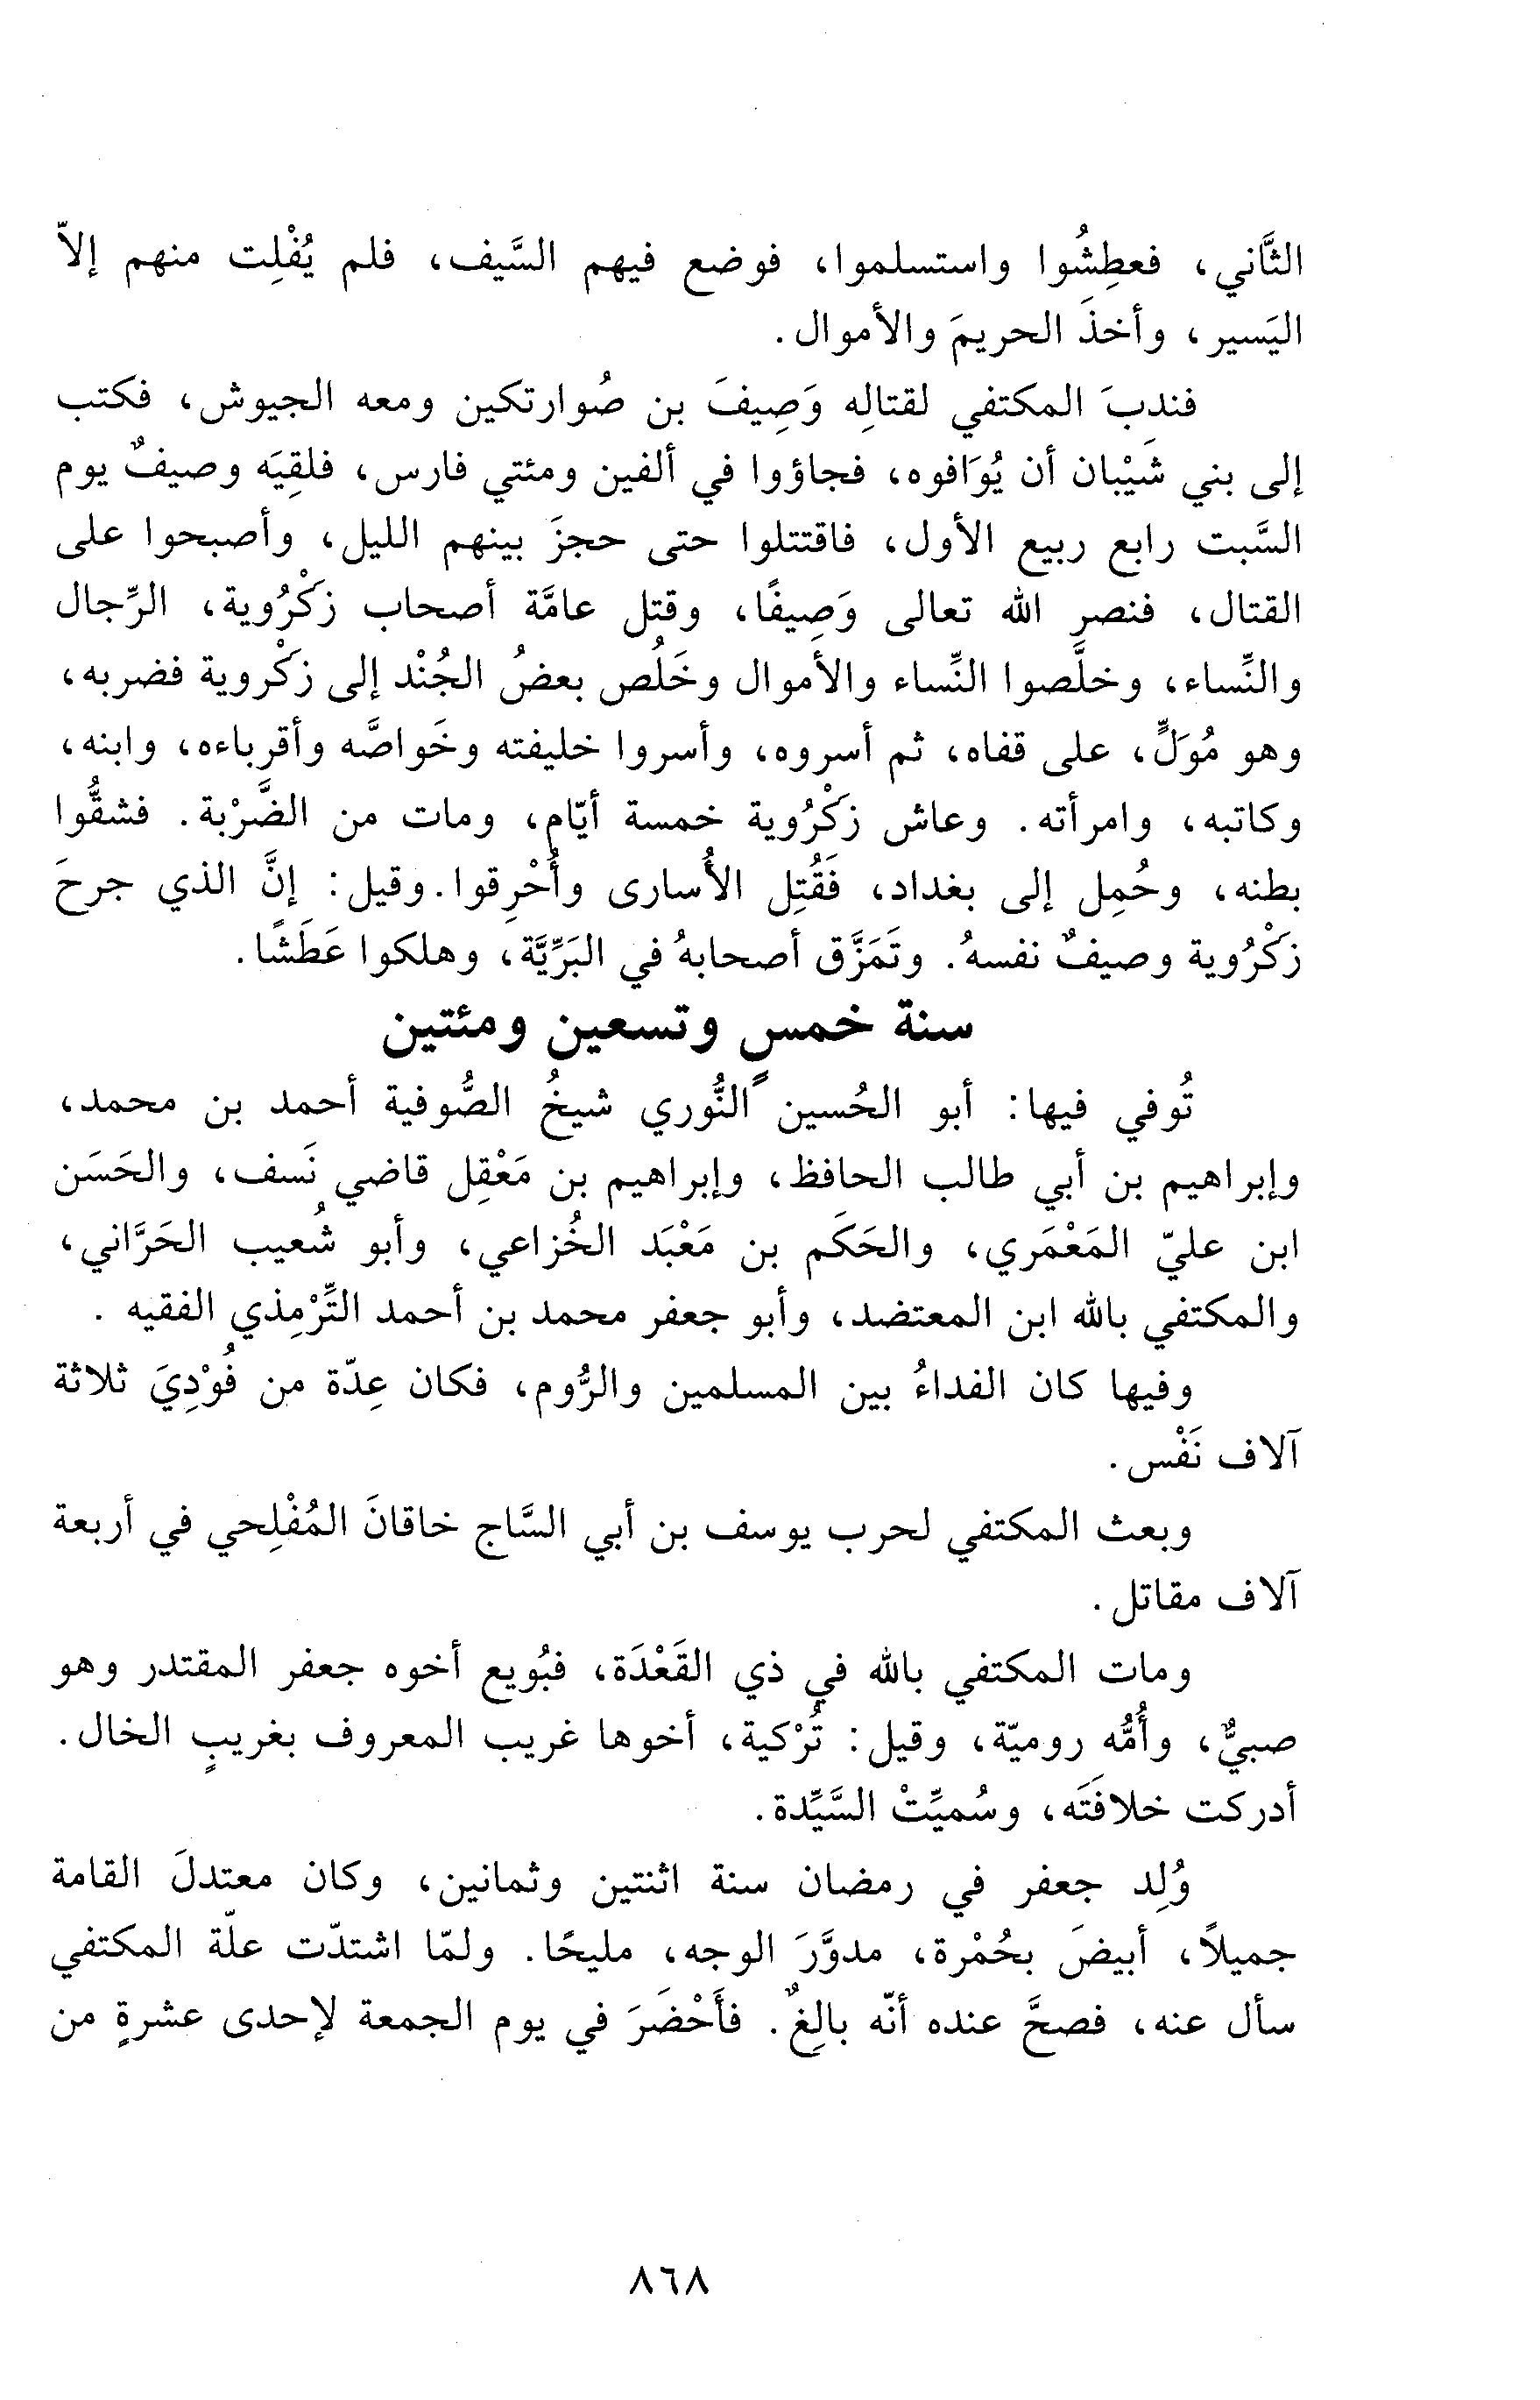 الثَّاني، فعطِشُوا واستسلموا، فوضع فيهم السَّيف، فلم يُفْلِت منهم إلاّ
اليَسير، وأخذَ الحريمَ والأموال.
فندبَ المكتفي لقتالِه وَصِيفَ بن صُوارتكين ومعه الجيوش، فكتب
إلى بني شَيْبان أن يُوَافوه، فجاؤوا في ألفين ومئتي فارس، فلقِيَه وصيفٌ يوم
السَّبت رابع ربيع الأول، فاقتتلوا حتى حجزَ بينهم الليل، وأصبحوا على
القتال، فنصر الله تعالى وَصِيفًا، وقتل عامَّة أصحاب زكْرُوية، الرِّجال
والنِّساء، وخلَّصوا النِّساء والأموال وخَلُص بعضُ الجُنْد إلى زكْروية فضربه،
وهو مُوَلٍّ، على قفاه، ثم أسروه، وأسروا خليفته وخَواصَّه وأقرباءه، وابنه،
وكاتبه، وامرأته. وعاش زكْرُوية خمسة أيّام، ومات من الضَّرْبة. فشقُّوا
بطنه، وحُمِل إلى بغداد، فَقُتِل الأُسارى وأُحْرِقوا. وقيل: إنَّ الذي جرحَ
زكْرُوية وصيفٌ نفسهُ. وتَمَزَّق أصحابهُ في البَرِّيَّة، وهلكوا عَطَشًا.
سنة خمسٍ وتسعين ومئتين
تُوفي فيها: أبو الحُسين النُّوري شيخُ الصُّوفية أحمد بن محمد،
وإبراهيم بن أبي طالب الحافظ، وإبراهيم بن مَعْقِل قاضي نَسف، والحَسَن
ابن عليّ المَعْمَري، والحَكَم بن مَعْبَد الخُزاعي، وأبو شُعيب الحَرَّاني،
والمكتفي بالله ابن المعتضد، وأبو جعفر محمد بن أحمد التِّرْمِذي الفقيه .
وفيها كان الفداءُ بين المسلمين والرُّوم، فكان عِدّة من فُوْدِيَ ثلاثة
آلاف نَفْس.
وبعث المكتفي لحرب يوسف بن أبي السَّاج خاقانَ المُفْلِحي في أربعة
آلاف مقاتل.
ومات المكتفي بالله في ذي القَعْدَة، فبُويع أخوه جعفر المقتدر وهو
صبيٌّ، وأُمُّه روميّة، وقيل: تُرْكية، أخوها غريب المعروف بغريبٍ الخال.
أدركت خلافَتَه، وسُميِّتْ السَّيِّدة.
وُلِد جعفر في رمضان سنة اثنتين وثمانين، وكان معتدلَ القامة
جميلاً، أبيضَ بحُمْرة، مدوَّرَ الوجه، مليحًا. ولمّا اشتدّت علّة المكتفي
سأل عنه، فصحَّ عنده أنّه بالِغٌ. فأَحْضَرَ في يوم الجمعة لإحدى عشرةٍ من
٨٦٨